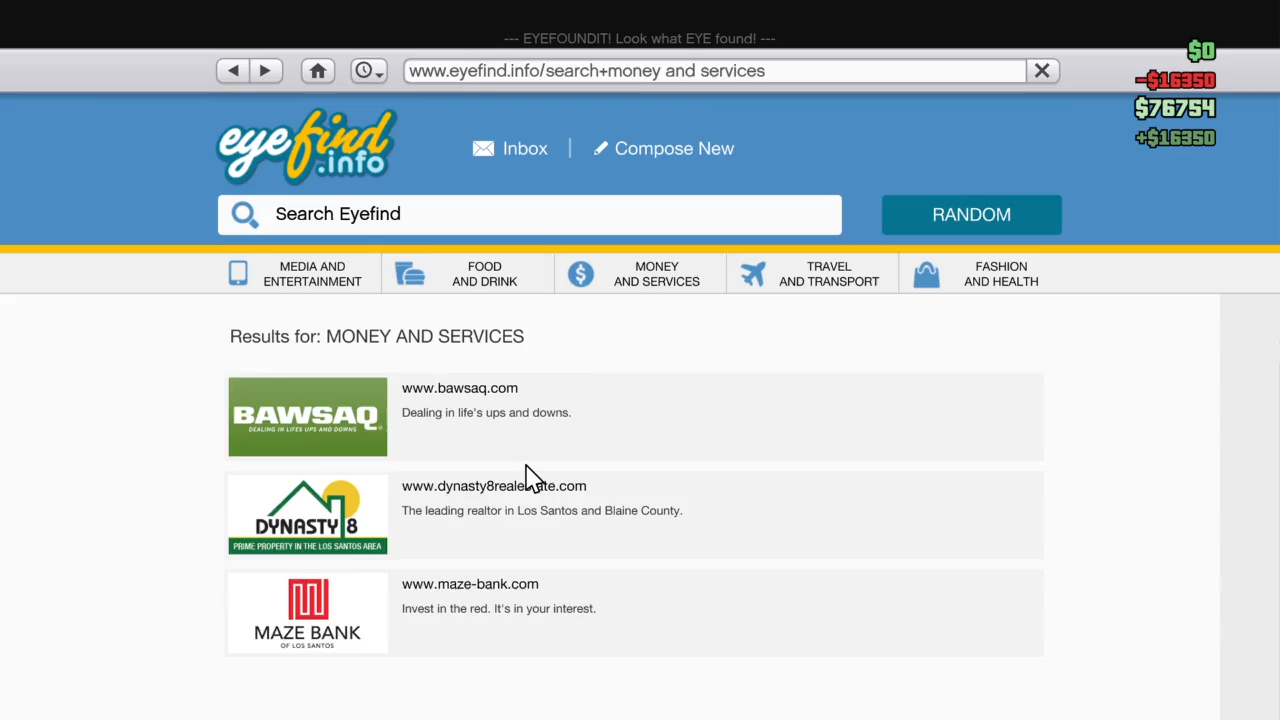 --- EYEFOUNDIT! Look what EYE found! ---
$0
www.eyefind.info/search+money and services
-$16350
$76754
+$16350
eyefind
.info
Inbox
Compose New
Search Eyefind
RANDOM
MEDIA AND
ENTERTAINMENT
FOOD
AND DRINK
MONEY
AND SERVICES
TRAVEL
AND TRANSPORT
FASHION
AND HEALTH
Results for: MONEY AND SERVICES
BAWSAQ
DEALING IN LIFES UPS AND DOWNS
www.bawsaq.com
Dealing in life's ups and downs.
DYNASTY 8
PRIME PROPERTY IN THE LOS SANTOS AREA
www.dynasty8realestate.com
The leading realtor in Los Santos and Blaine County.
MAZE BANK
OF LOS SANTOS
www.maze-bank.com
Invest in the red. It's in your interest.